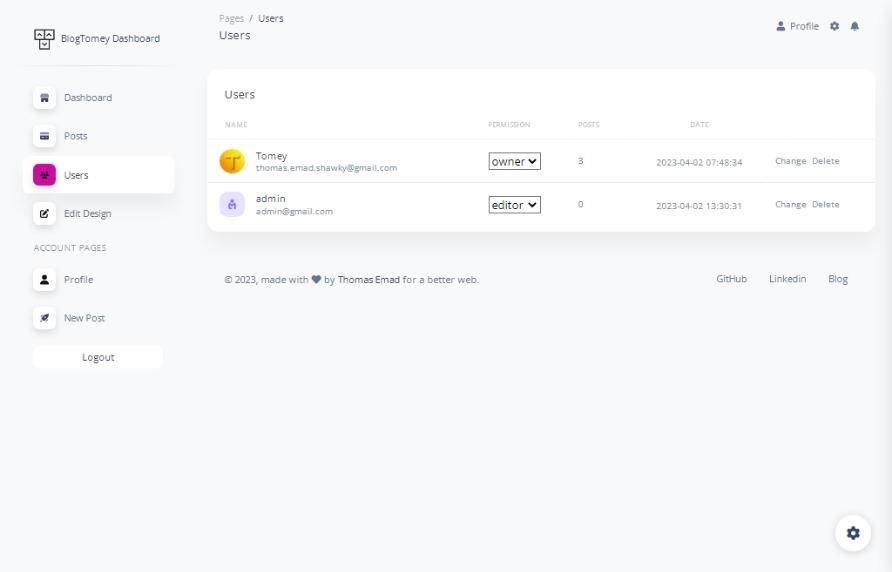 BlogTomey Dashboard
Dashboard
Posts
Users
Edit Design
ACCOUNT PAGES
Profile
New Post
Logout
Pages / Users
Users
Profile
Users
NAME PERMISSION POSTS DATE
Tomey
thomas.emad.shawky@gmail.com
owner 3 2023-04-02 07:48:34 Change Delete
admin
admin@gmail.com
editor 0 2023-04-02 13:30:31 Change Delete
© 2023, made with ♥ by Thomas Emad for a better web.
GitHub Linkedin Blog